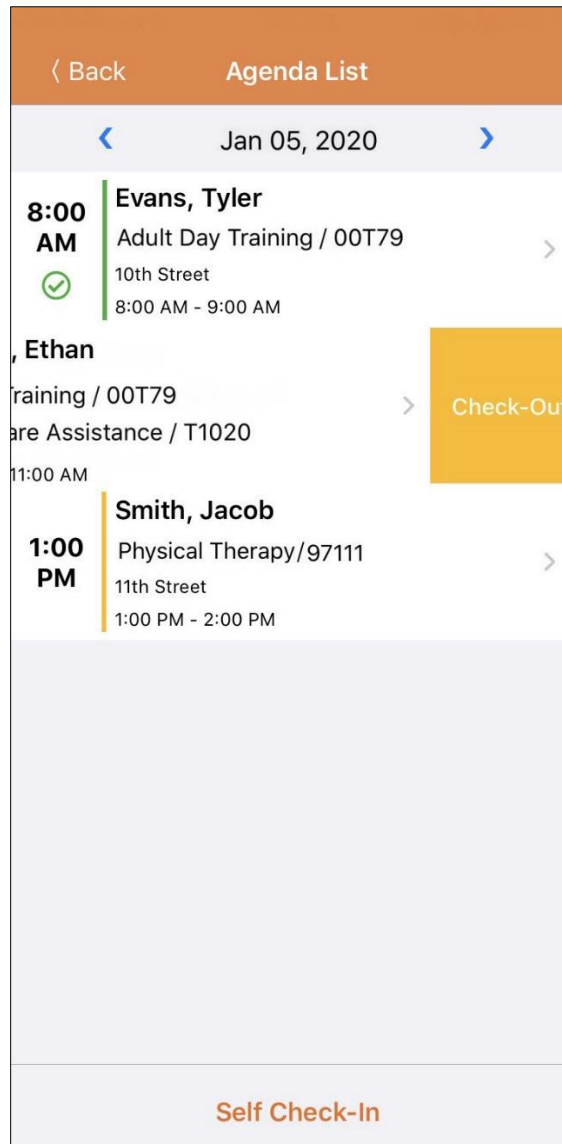 Back Agenda List
Jan 05, 2020
8:00
AM
Evans, Tyler
Adult Day Training / 00T79
10th Street
8:00 AM - 9:00 AM
, Ethan
raining / 00T79
are Assistance / T1020
11:00 AM
Check-Ou
1:00
PM
Smith, Jacob
Physical Therapy/97111
11th Street
1:00 PM - 2:00 PM
Self Check-In